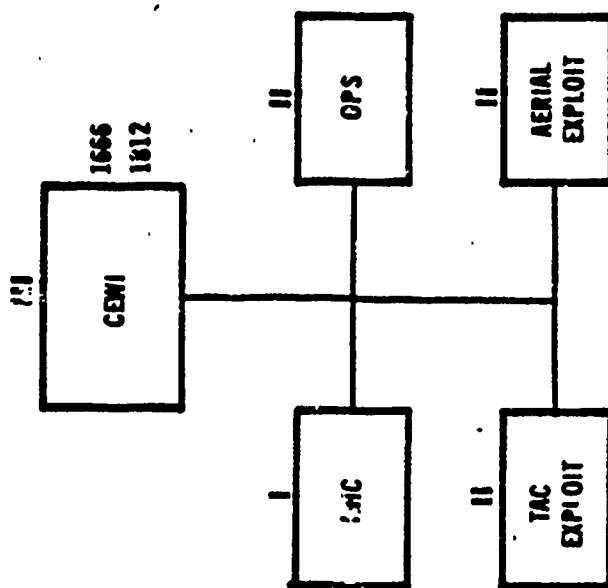 CEWI
1666
1812
II
OPS
I
II
TAC
EXPLOIT
II
AERIAL
EXPLOIT